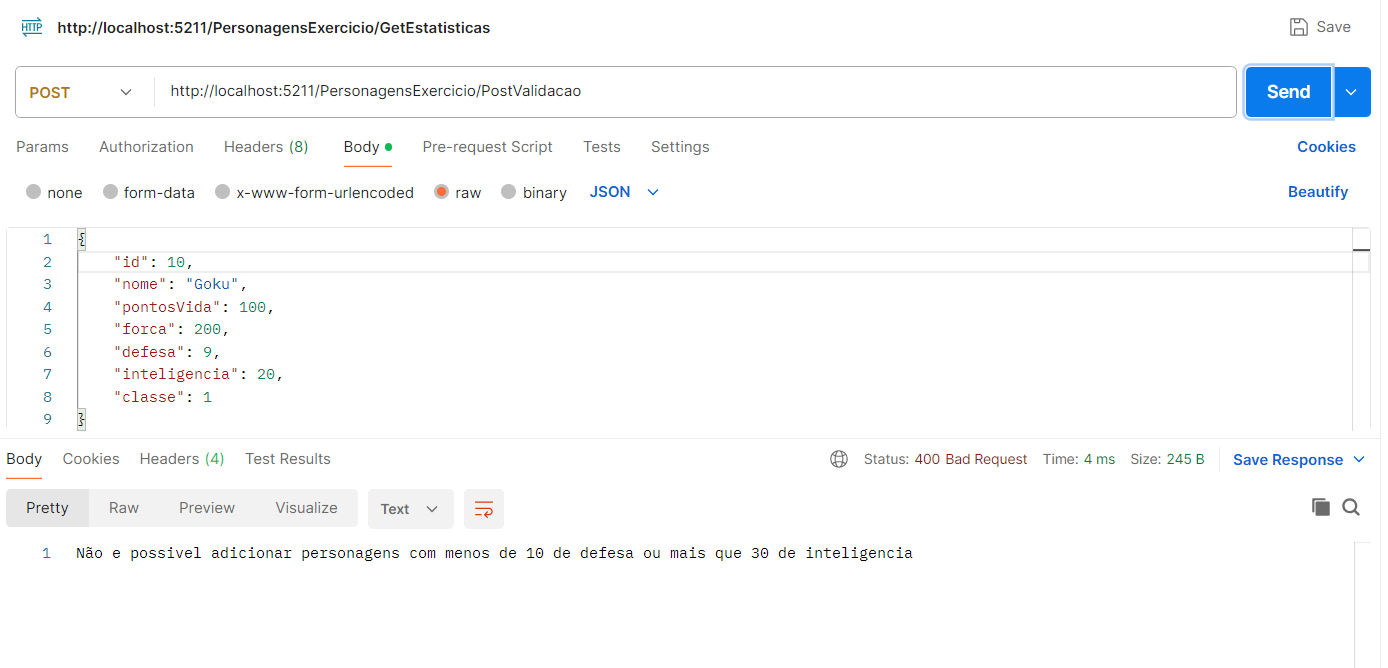 HTTP http://localhost:5211/PersonagensExercicio/GetEstatisticas Save
POST http://localhost:5211/PersonagensExercicio/PostValidacao Send
Params Authorization Headers (8) Body Pre-request Script Tests Settings Cookies
none form-data x-www-form-urlencoded raw binary JSON Beautify
1 {
2 "id": 10,
3 "nome": "Goku",
4 "pontosVida": 100,
5 "forca": 200,
6 "defesa": 9,
7 "inteligencia": 20,
8 "classe": 1
9 }
Body Cookies Headers (4) Test Results Status: 400 Bad Request Time: 4 ms Size: 245 B Save Response
Pretty Raw Preview Visualize Text
1 Não e possivel adicionar personagens com menos de 10 de defesa ou mais que 30 de inteligencia